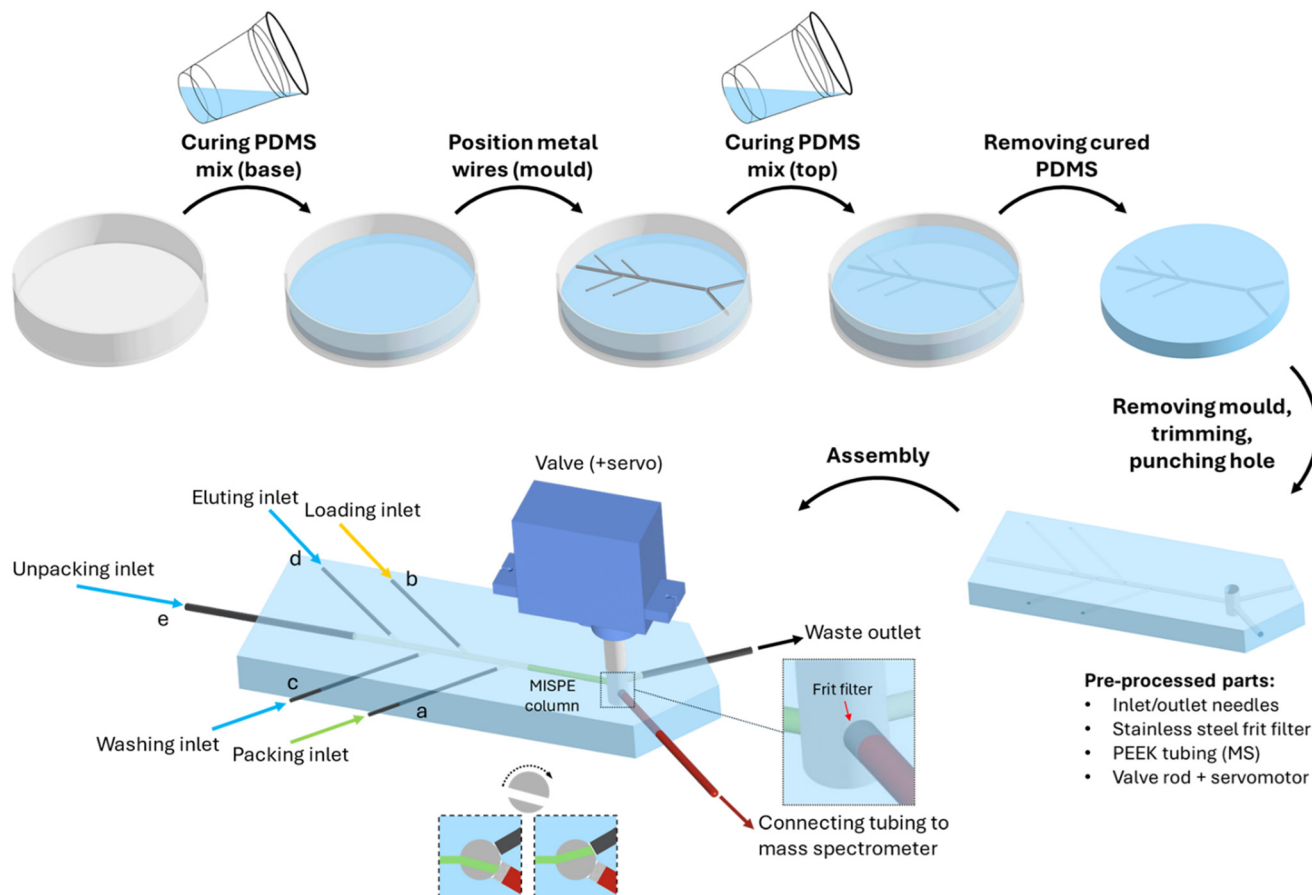 Curing PDMS
mix (base)
Position metal
wires (mould)
Curing PDMS
mix (top)
Removing cured
PDMS
Removing mould,
trimming,
punching hole
Assembly
Valve (+servo)
Eluting inlet
Loading inlet
d
b
Unpacking inlet
e
Waste outlet
MISPE
column
Frit filter
c
a
Washing inlet
Packing inlet
Connecting tubing to
mass spectrometer
Pre-processed parts:
• Inlet/outlet needles
• Stainless steel frit filter
• PEEK tubing (MS)
• Valve rod + servomotor